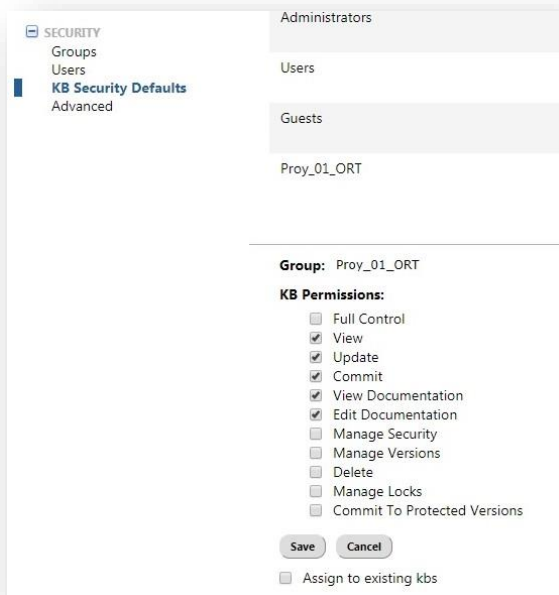 SECURITY
Groups
Users
KB Security Defaults
Advanced
Administrators
Users
Guests
Proy_01_ORT
Group: Proy_01_ORT
KB Permissions:
Full Control
View
Update
Commit
View Documentation
Edit Documentation
Manage Security
Manage Versions
Delete
Manage Locks
Commit To Protected Versions
Save Cancel
Assign to existing kbs